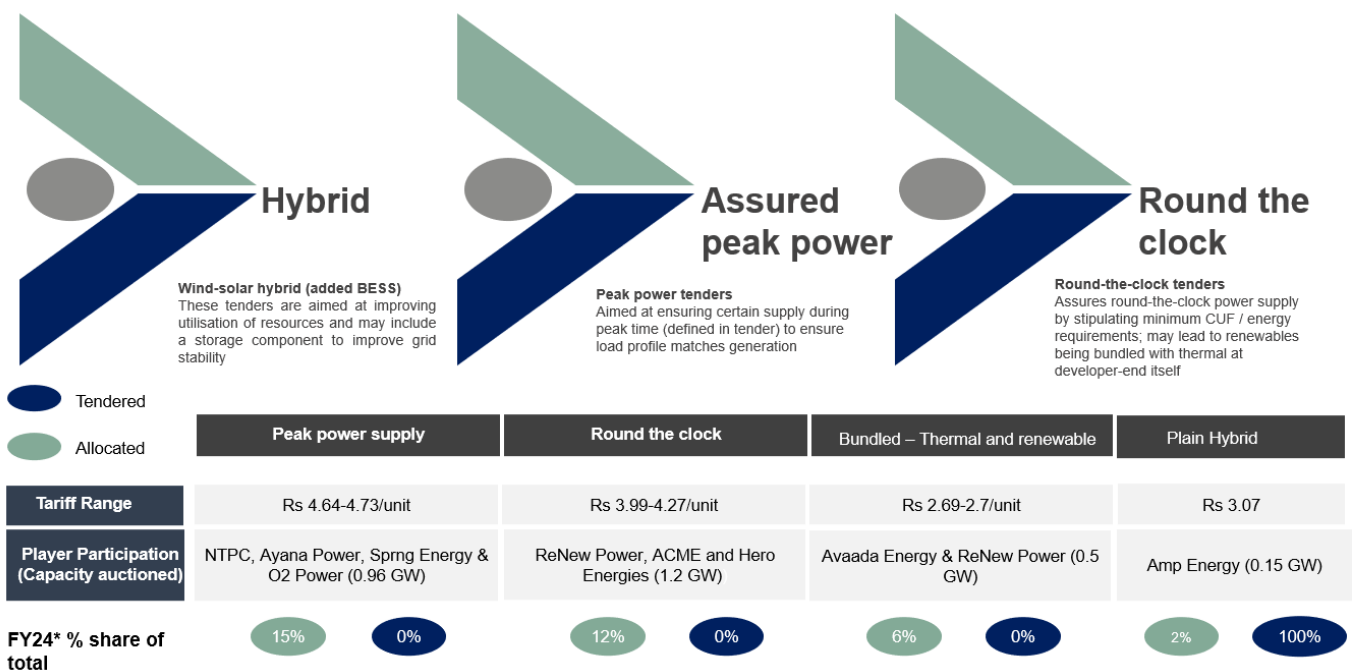 Hybrid
Wind-solar hybrid (added BESS)
These tenders are aimed at improving
utilisation of resources and may include
a storage component to improve grid
stability
Assured
peak power
Peak power tenders
Aimed at ensuring certain supply during
peak time (defined in tender) to ensure
load profile matches generation
Round the
clock
Round-the-clock tenders
Assures round-the-clock power supply
by stipulating minimum CUF / energy
requirements; may lead to renewables
being bundled with thermal at
developer-end itself
Tendered
Allocated
Peak power supply
Round the clock
Bundled – Thermal and renewable
Plain Hybrid
Tariff Range
Rs 4.64-4.73/unit
Rs 3.99-4.27/unit
Rs 2.69-2.7/unit
Rs 3.07
Player Participation
(Capacity auctioned)
NTPC, Ayana Power, Sprng Energy &
O2 Power (0.96 GW)
ReNew Power, ACME and Hero
Energies (1.2 GW)
Avaada Energy & ReNew Power (0.5
GW)
Amp Energy (0.15 GW)
FY24* % share of
total
15%
0%
12%
0%
6%
0%
2%
100%